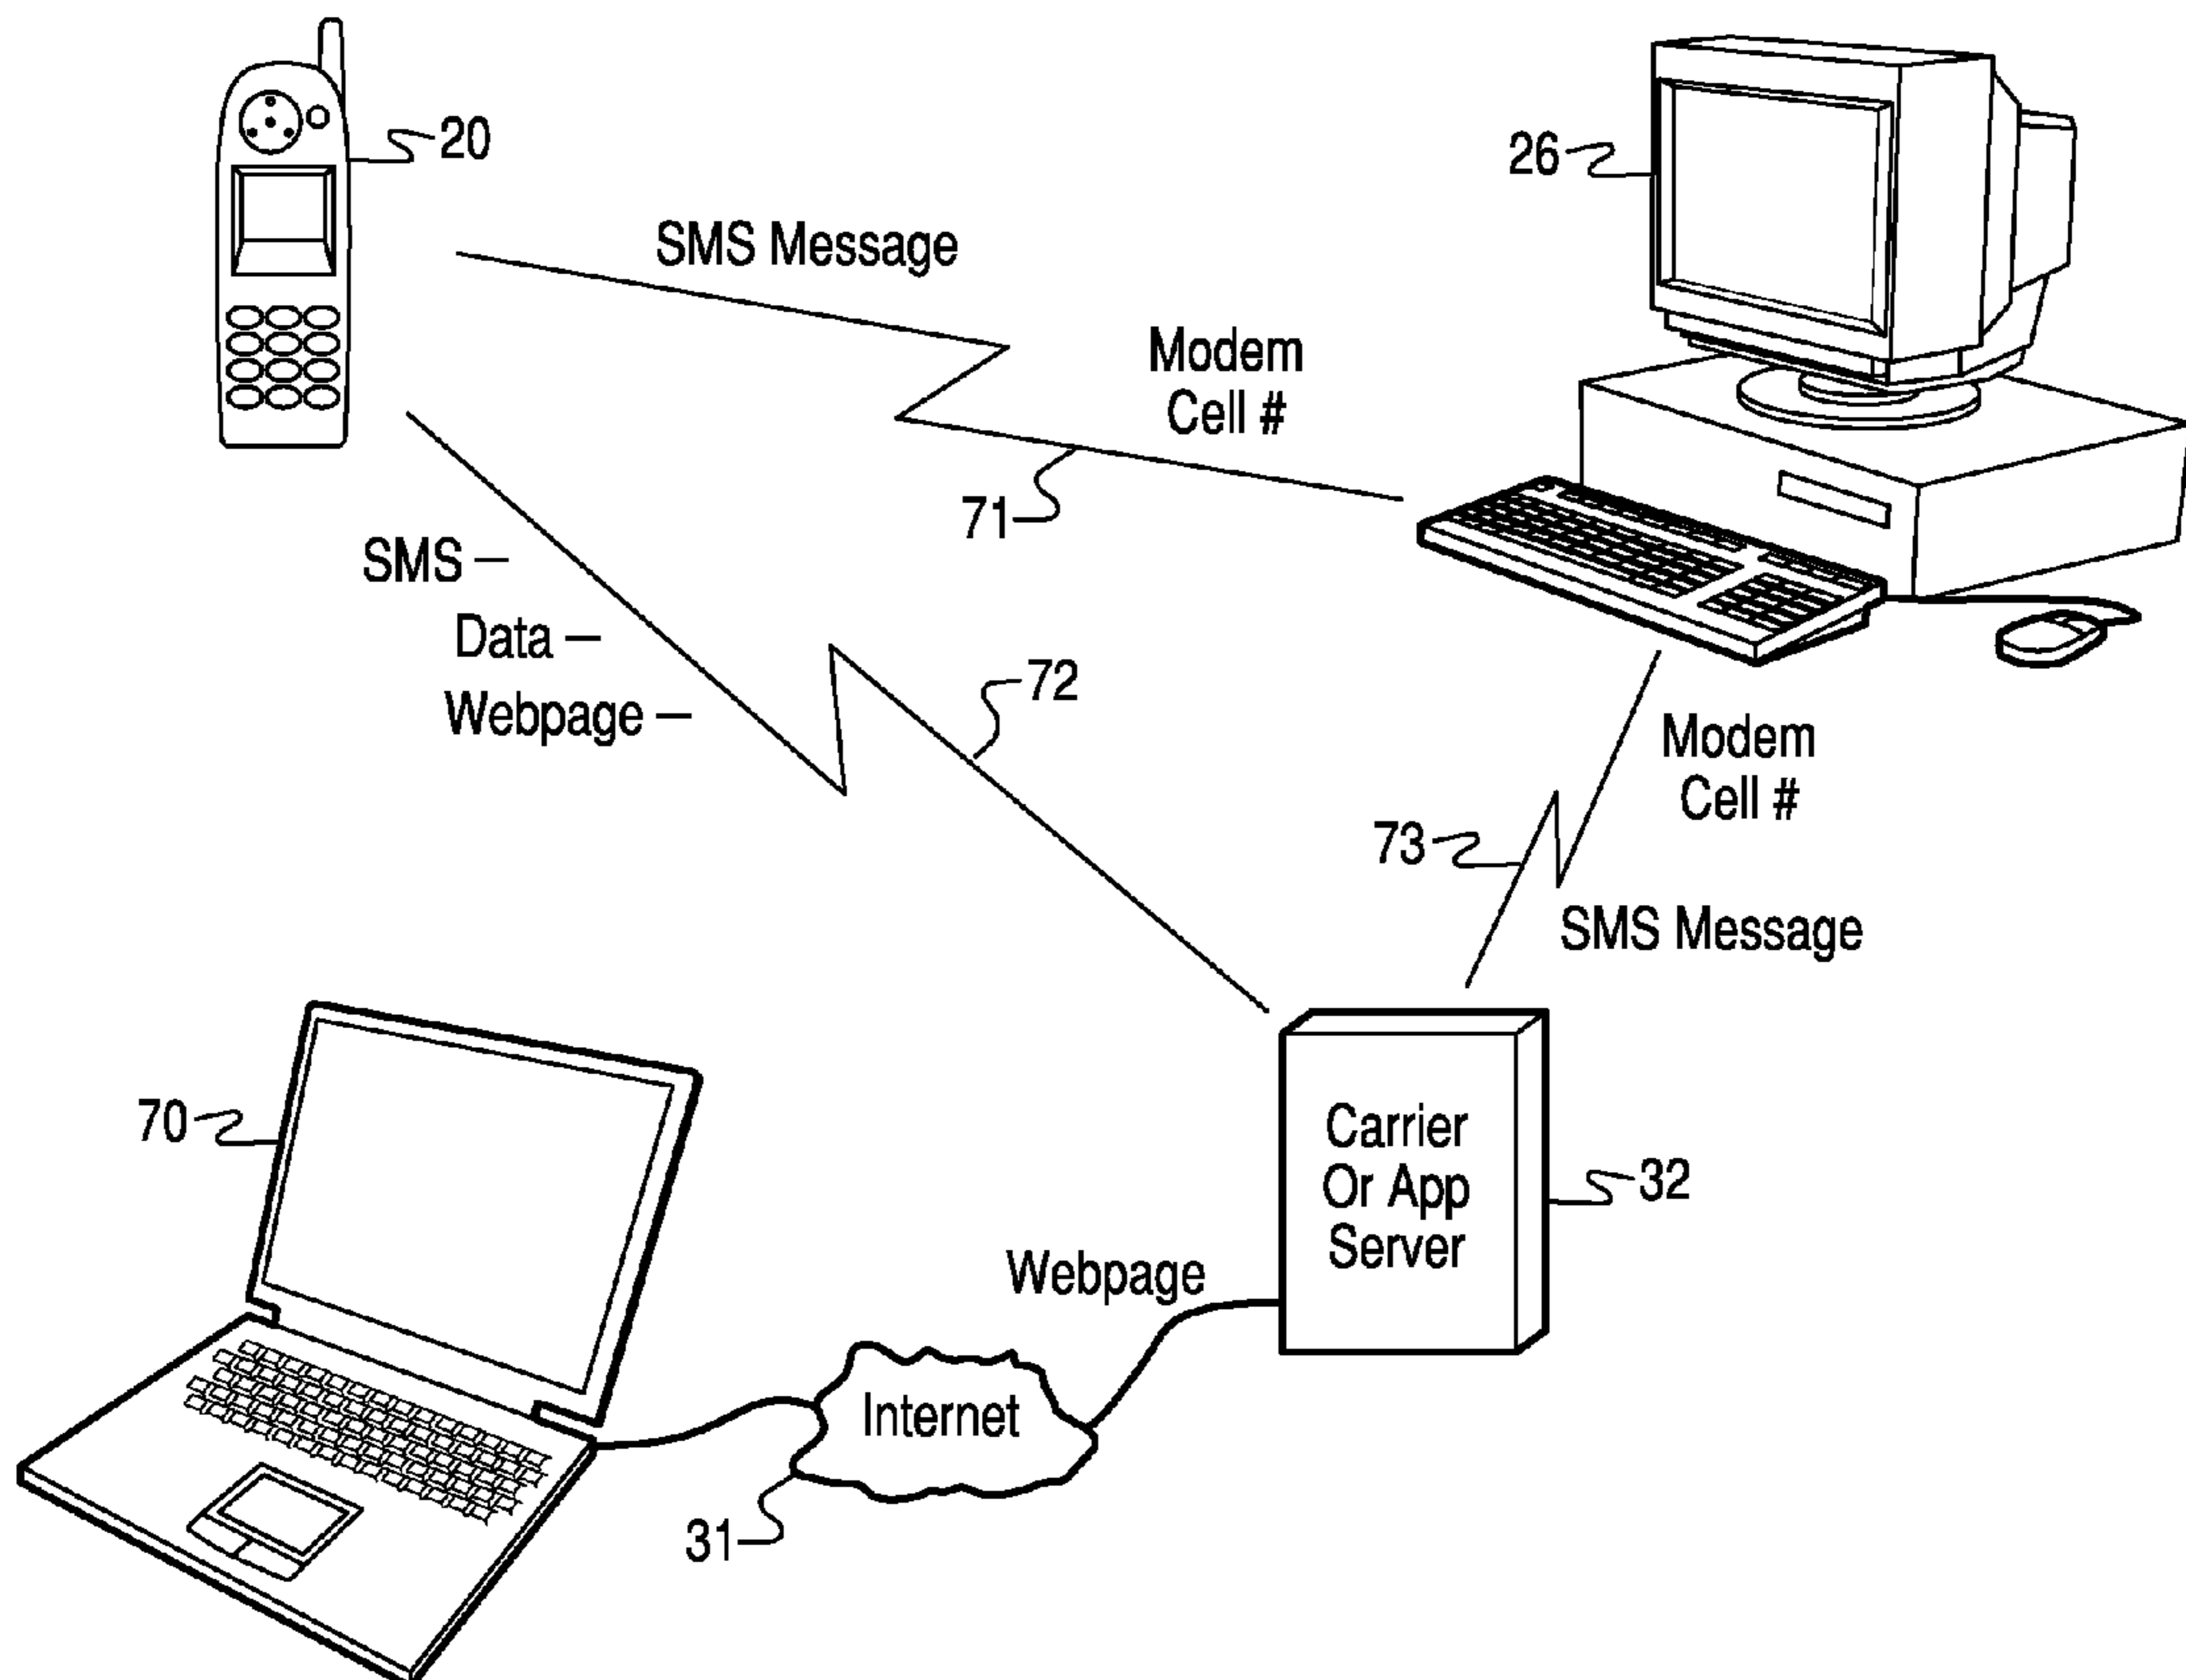 20
26
SMS Message
Modem
Cell #
71
SMS –
Data –
Webpage –
72
Modem
Cell #
73
SMS Message
70
Carrier
Or App
Server
32
Webpage
Internet
31